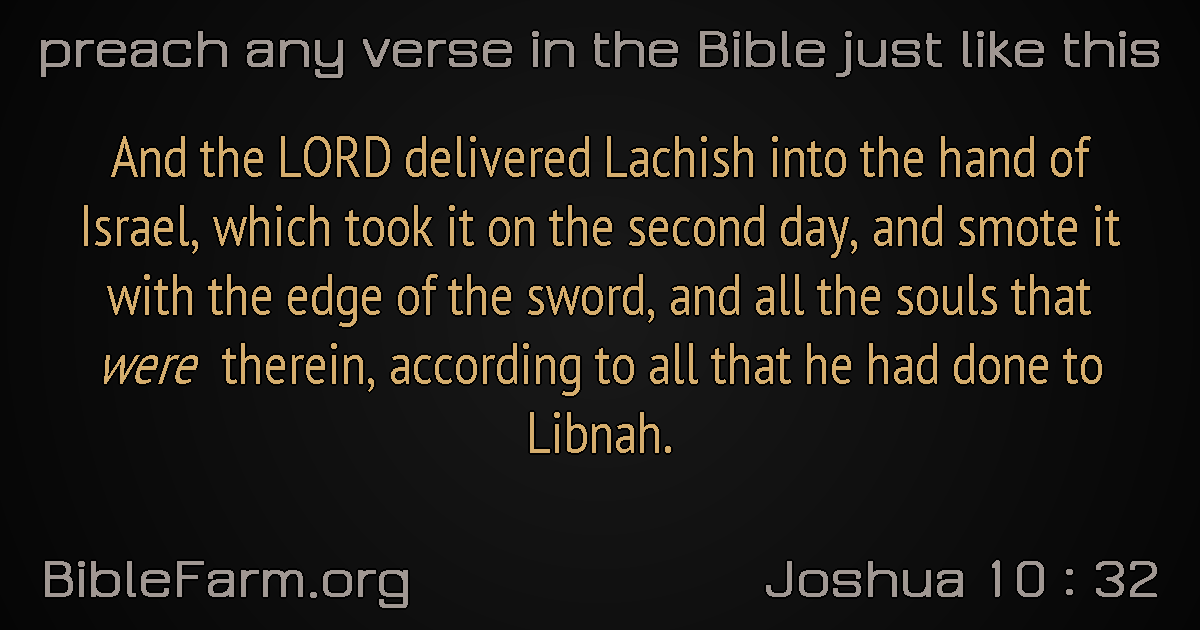 preach any verse in the Bible just like this
And the LORD delivered Lachish into the hand of
Israel, which took it on the second day, and smote it
with the edge of the sword, and all the souls that
were therein, according to all that he had done to
Libnah.
BibleFarm.org
Joshua 10 : 32